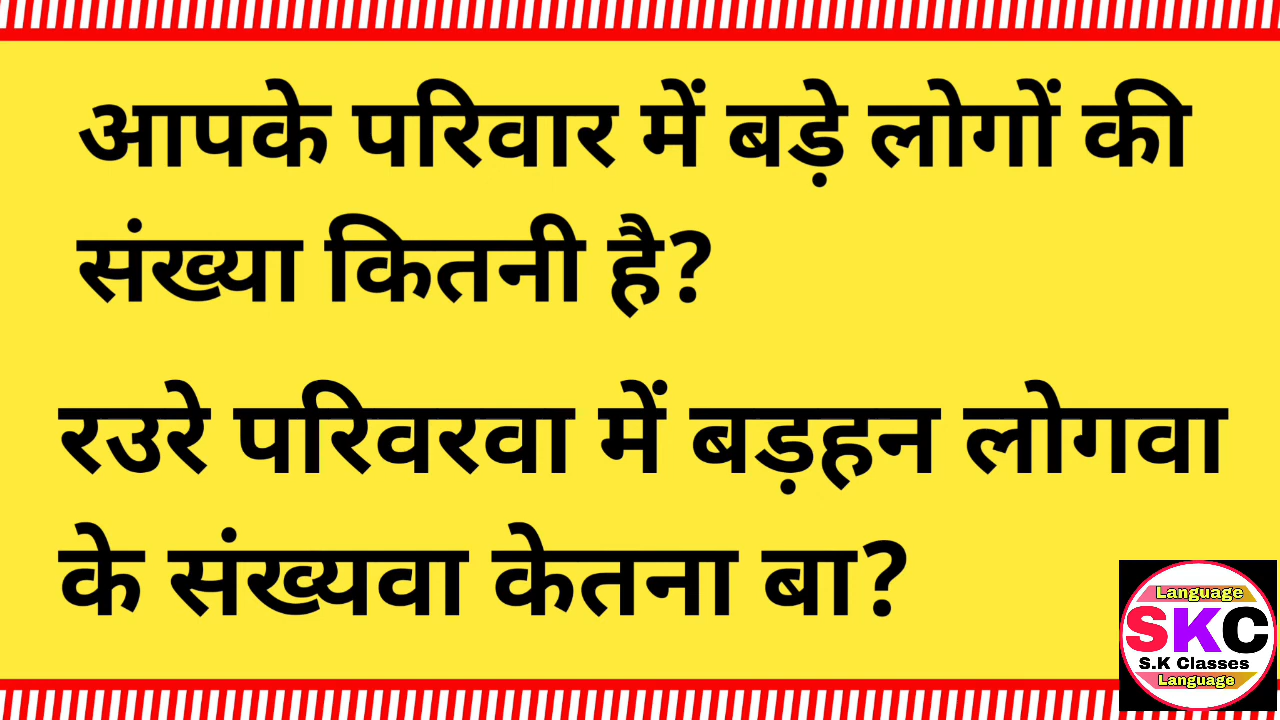 आपके परिवार में बड़े लोगों की
संख्या कितनी है?
रउरे परिवरवा में बड़हन लोगवा
के संख्यवा केतना बा?
Language
SKC
S.K Classes
Language